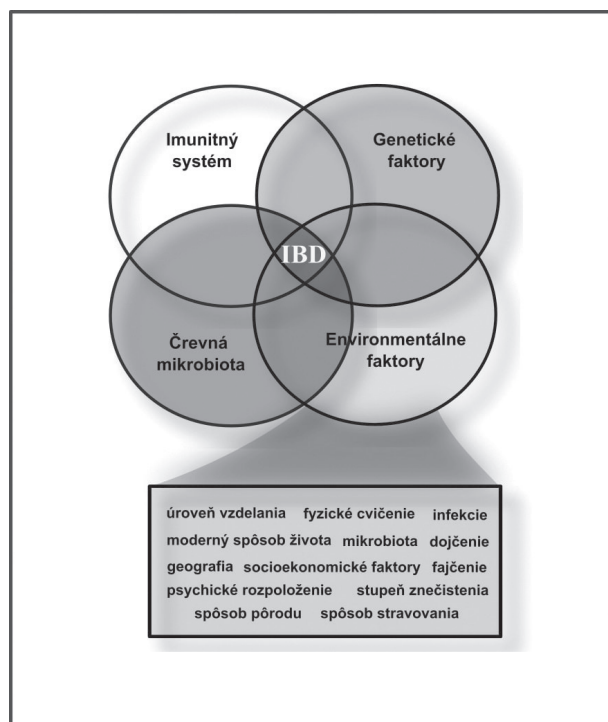 Imunitný
systém
Genetické
faktory
IBD
Črevná
mikrobiota
Environmentálne
faktory
úroveň vzdelania fyzické cvičenie infekcie
moderný spôsob života mikrobiota dojčenie
geografia socioekonomické faktory fajčenie
psychické rozpoloženie stupeň znečistenia
spôsob pôrodu spôsob stravovania